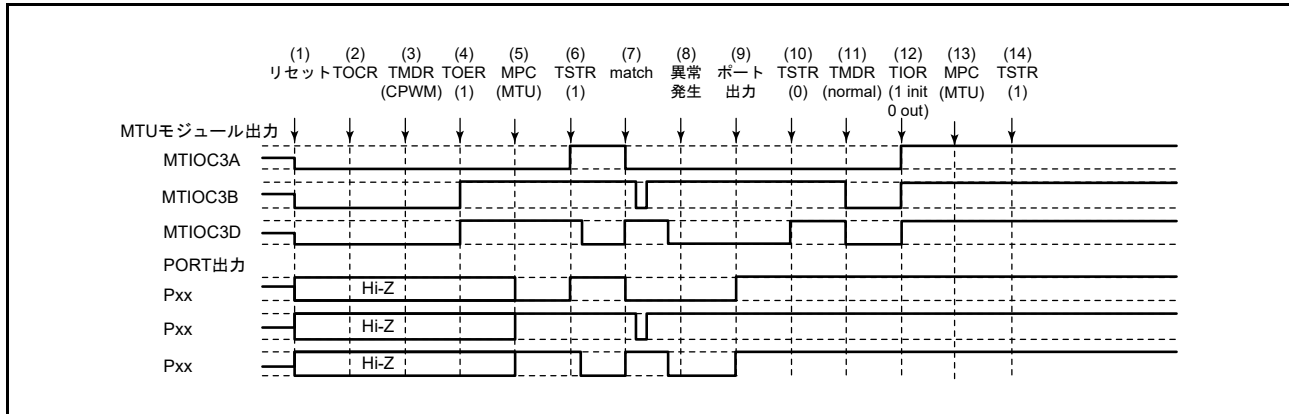 (1) (2) (3) (4) (5) (6) (7) (8) (9) (10) (11) (12) (13) (14)
リセット TOCR TMDR TOER MPC TSTR match 異常 ポート TSTR TMDR TIOR MPC TSTR
(CPWM) (1) (MTU) (1) 発生 出力 (0) (normal) (1 init (MTU) (1)
0 out)
MTUモジュール出力
MTIOC3A
MTIOC3B
MTIOC3D
PORT出力
Pxx Hi-Z
Pxx Hi-Z
Pxx Hi-Z